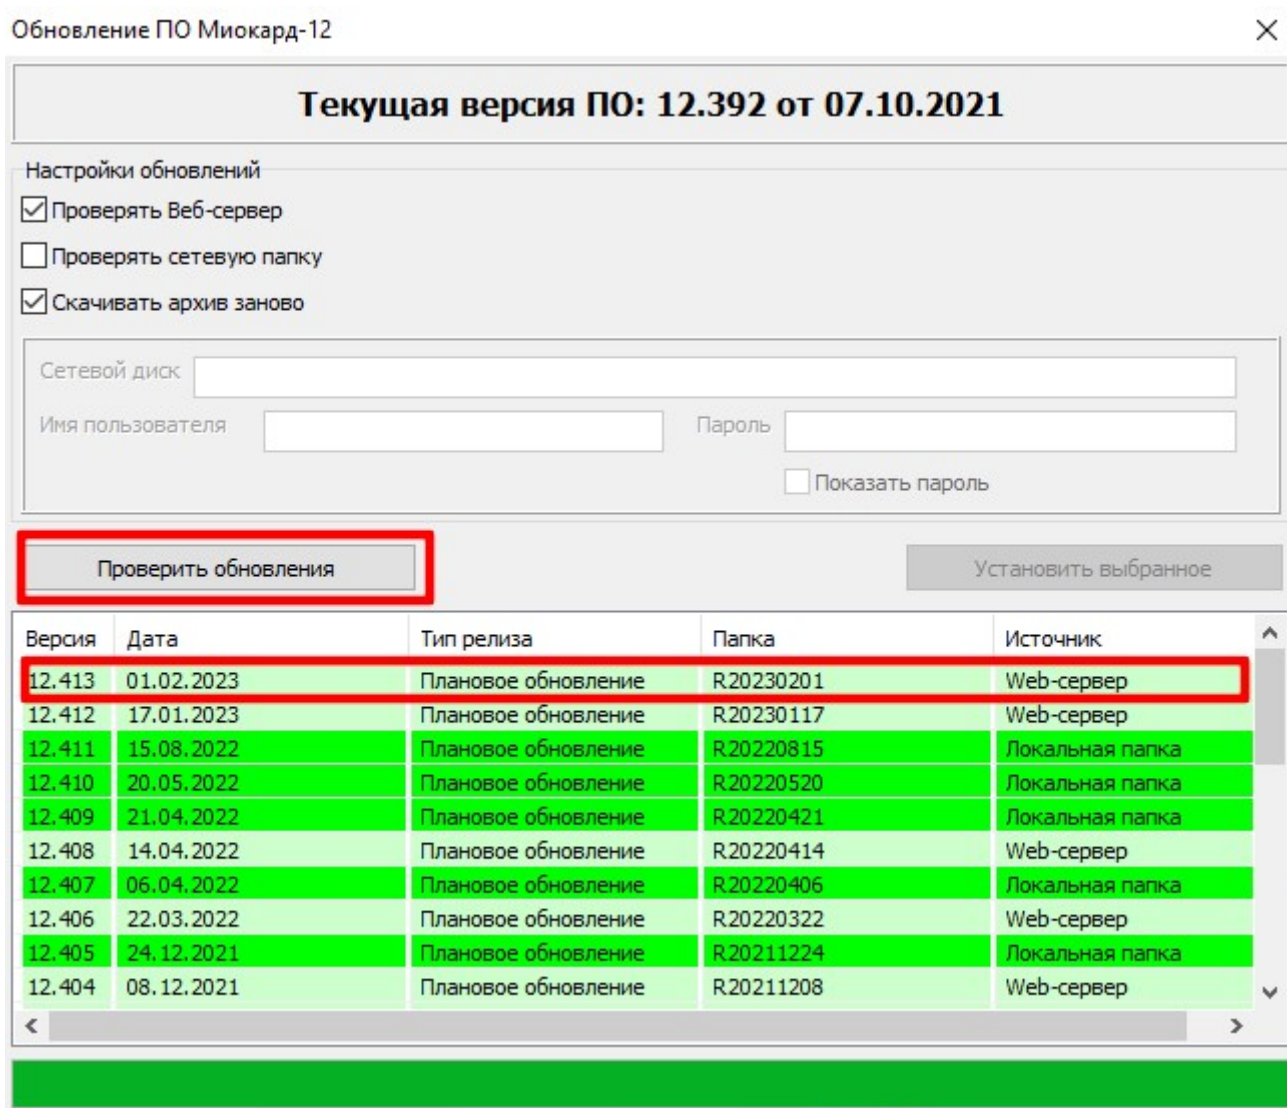 Обновление ПО Миокард-12
Текущая версия ПО: 12.392 от 07.10.2021
Настройки обновлений
Проверять Веб-сервер
Проверять сетевую папку
Скачивать архив заново
Сетевой диск
Имя пользователя Пароль
Показать пароль
Проверить обновления Установить выбранное
Версия Дата Тип релиза Папка Источник
12.413 01.02.2023 Плановое обновление R20230201 Web-сервер
12.412 17.01.2023 Плановое обновление R20230117 Web-сервер
12.411 15.08.2022 Плановое обновление R20220815 Локальная папка
12.410 20.05.2022 Плановое обновление R20220520 Локальная папка
12.409 21.04.2022 Плановое обновление R20220421 Локальная папка
12.408 14.04.2022 Плановое обновление R20220414 Web-сервер
12.407 06.04.2022 Плановое обновление R20220406 Локальная папка
12.406 22.03.2022 Плановое обновление R20220322 Web-сервер
12.405 24.12.2021 Плановое обновление R20211224 Локальная папка
12.404 08.12.2021 Плановое обновление R20211208 Web-сервер